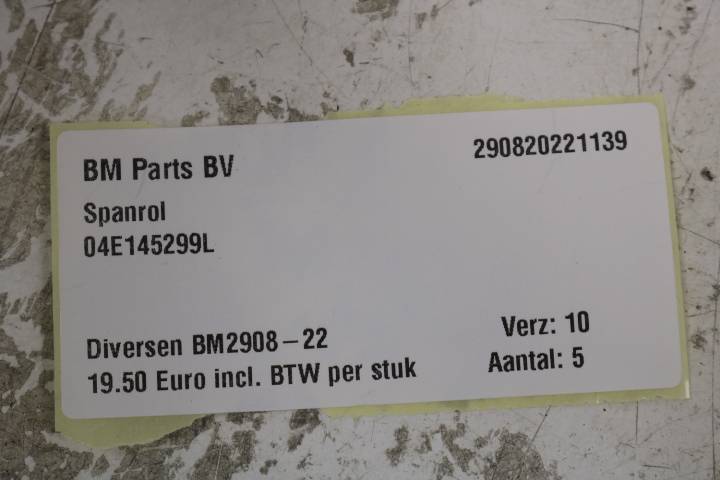 BM Parts BV
290820221139
Spanrol
04E145299L
Diversen BM2908-22
Verz: 10
19.50 Euro incl. BTW per stuk
Aantal: 5